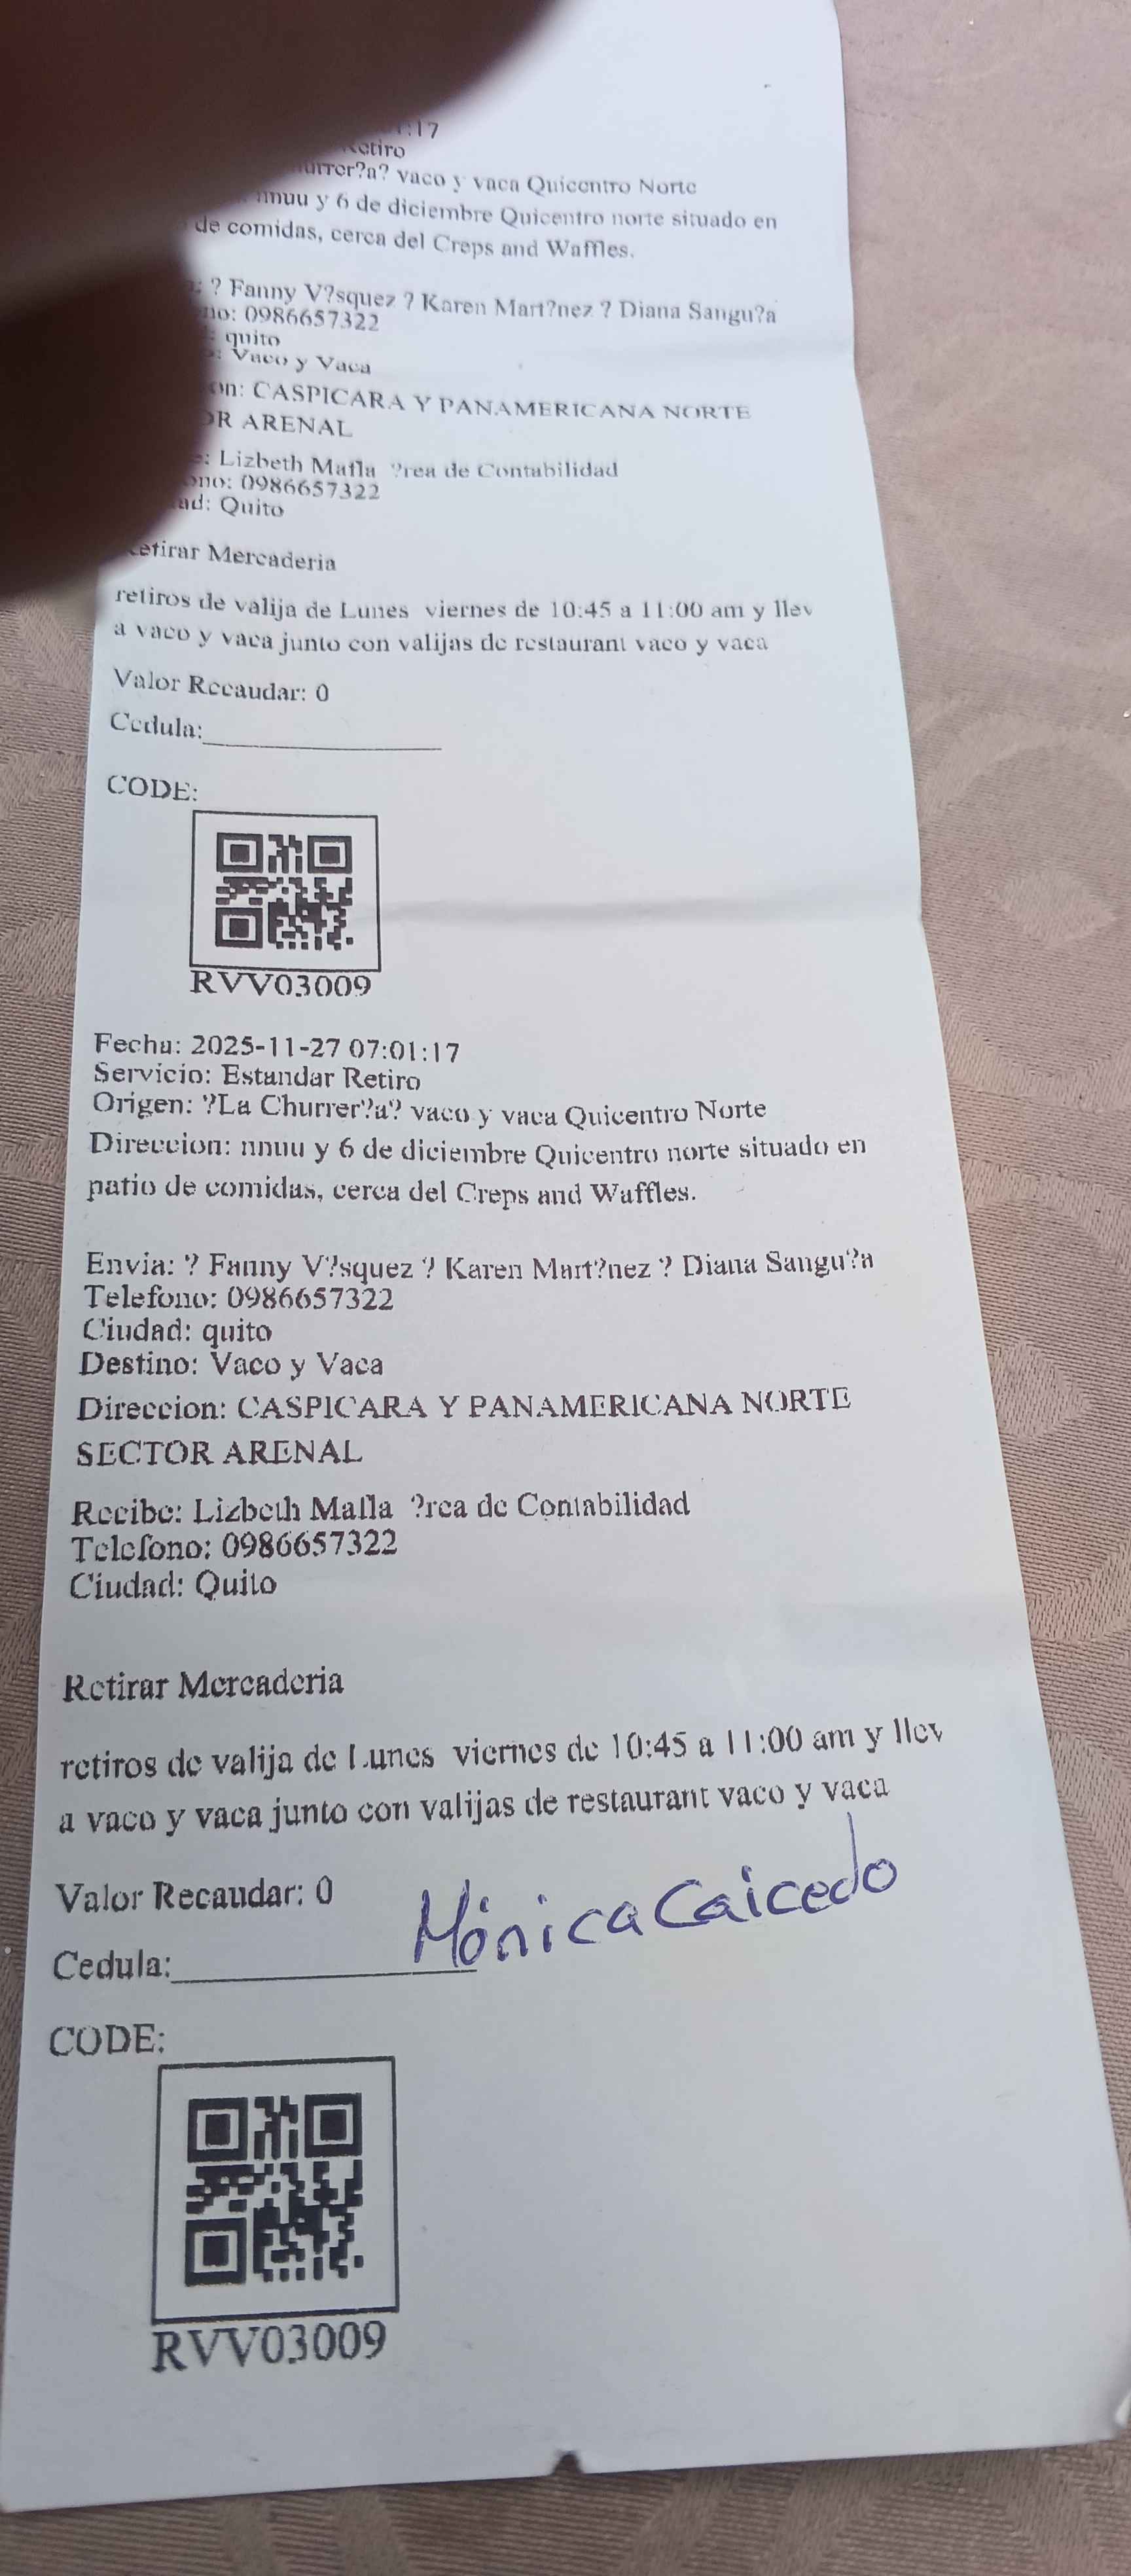 :17
Retiro
vaco y vaca Quicentro Norte
nnuu y 6 de diciembre Quicentro norte situado en
de comidas, cerca del Creps and Waffles.
: ? Fanny V?squez ? Karen Mart?nez ? Diana Sangu?a
no: 0986657322
: quito
: Vaco y Vaca
on: CASPICARA Y PANAMERICANA NORTE
OR ARENAL
: Lizbeth Mafla ?rea de Contabilidad
ono: 0986657322
ad: Quito
Retirar Mercaderia
retiros de valija de Lunes viernes de 10:45 a 11:00 am y llev
a vaco y vaca junto con valijas de restaurant vaco y vaca
Valor Recaudar: 0
Cedula:
CODE:
RVV03009
Fecha: 2025-11-27 07:01:17
Servicio: Estandar Retiro
Origen: ?La Churrer?a? vaco y vaca Quicentro Norte
Direccion: nnuu y 6 de diciembre Quicentro norte situado en
patio de comidas, cerca del Creps and Waffles.
Envia: ? Fanny V?squez ? Karen Mart?nez ? Diana Sangu?a
Telefono: 0986657322
Ciudad: quito
Destino: Vaco y Vaca
Direccion: CASPICARA Y PANAMERICANA NORTE
SECTOR ARENAL
Recibe: Lizbeth Mafla ?rea de Contabilidad
Telefono: 0986657322
Ciudad: Quito
Retirar Mercaderia
retiros de valija de Lunes viernes de 10:45 a 11:00 am y llev
a vaco y vaca junto con valijas de restaurant vaco y vaca
Valor Recaudar: 0
Mónica Caicedo
Cedula:
CODE:
RVV03009